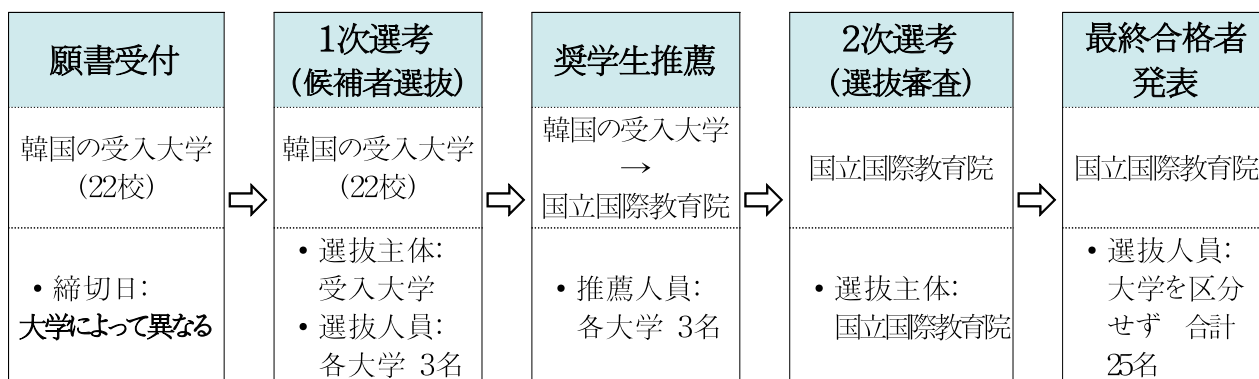 願書受付
韓国の受入大学
(22校)
• 締切日:
大学によって異なる
1次選考
(候補者選抜)
韓国の受入大学
(22校)
• 選抜主体:
受入大学
• 選抜人員:
各大学 3名
奨学生推薦
韓国の受入大学
→
国立国際教育院
• 推薦人員:
各大学 3名
2次選考
(選抜審査)
国立国際教育院
• 選抜主体:
国立国際教育院
最終合格者
発表
国立国際教育院
• 選抜人員:
大学を区分
せず 合計
25名